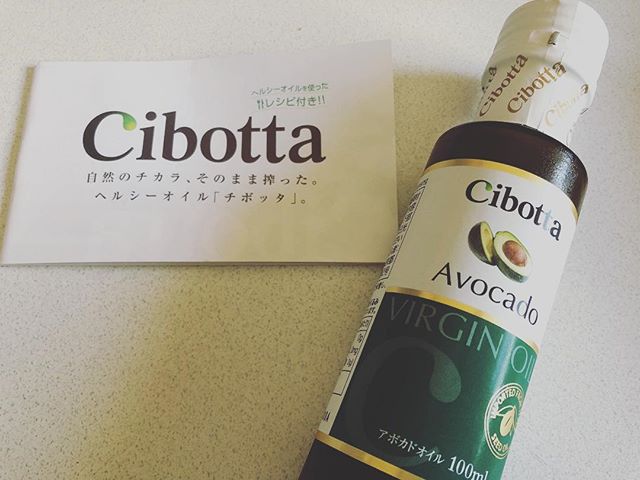 ヘルシーオイルを使った
レシピ付き!!
Cibotta
自然のチカラ、そのまま搾った。
ヘルシーオイル「チボッタ」。
Cibotta
Cibotta
Cibotta
Cibotta
Avocado
VIRGIN OIL
アボカドオイル 100ml